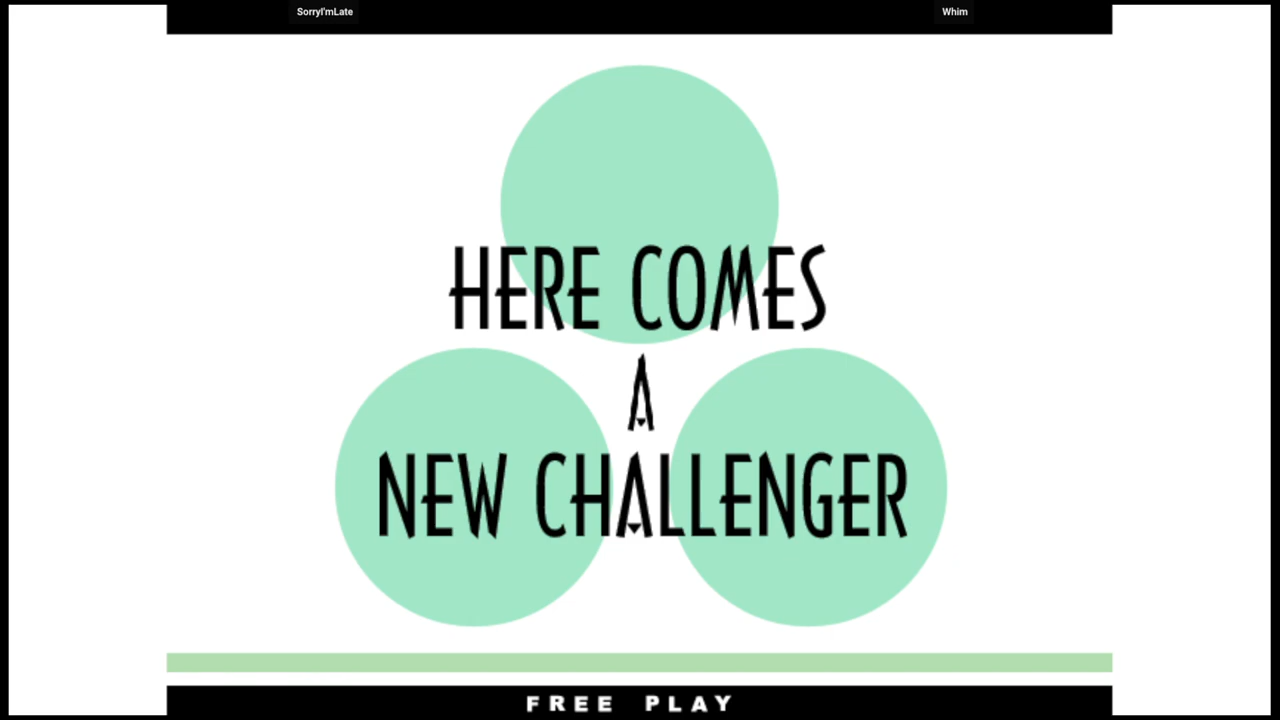 SorryI'mLate
Whim
HERE COMES
A
NEW CHALLENGER
FREE PLAY